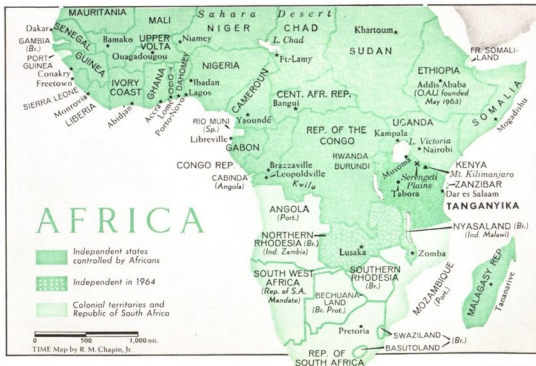 MAURITANIA
MALI
Sahara Desert
NIGER
CHAD
Khartoum
Dakar
SENEGAL
GAMBIA
(Br.)
PORT
GUINEA
Bamako
UPPER
VOLTA
Niamey
L. Chad
SUDAN
FR. SOMALI-
LAND
GUINEA
Ouagadougou
Ft-Lamy
Conakry
Freetown
NIGERIA
ETHIOPIA
Addis Ababa
(O.A.U. founded
May 1963)
SIERRA LEONE
IVORY
COAST
GHANA
TOGO
DAHOMEY
Ibadan
Lagos
CAMEROUN
CENT. AFR. REP.
Bangui
SOMALIA
Monrovia
LIBERIA
Abidjan
Accra
Lome
Porto-Novo
Mogadishu
RIO MUNI
(Sp.)
Yaoundé
UGANDA
Kampala
REP. OF THE
CONGO
L. Victoria
Nairobi
Libreville
GABON
RWANDA
BURUNDI
Musoma
KENYA
Mt. Kilimanjaro
CONGO REP.
Brazzaville
Leopoldville
Kwilu
Serengeti
Plains
ZANZIBAR
CABINDA
(Angola)
Tabora
Dar es Salaam
TANGANYIKA
ANGOLA
(Port.)
NYASALAND (Br.)
(Ind. Malawi)
AFRICA
NORTHERN
RHODESIA (Br.)
(Ind. Zambia)
Lusaka
Zomba
Independent states
controlled by Africans
Independent in 1964
Colonial territories and
Republic of South Africa
SOUTH WEST
AFRICA
(Rep. of S.A.
Mandate)
SOUTHERN
RHODESIA
(Br.)
MOZAMBIQUE
(Port.)
MALAGASY REP.
Tananarive
BECHUANA-
LAND
(Br. Prot.)
0 500 1,000 mi.
TIME Map by R. M. Chapin, Jr.
Pretoria
SWAZILAND
BASUTOLAND
(Br.)
REP. OF
SOUTH AFRICA